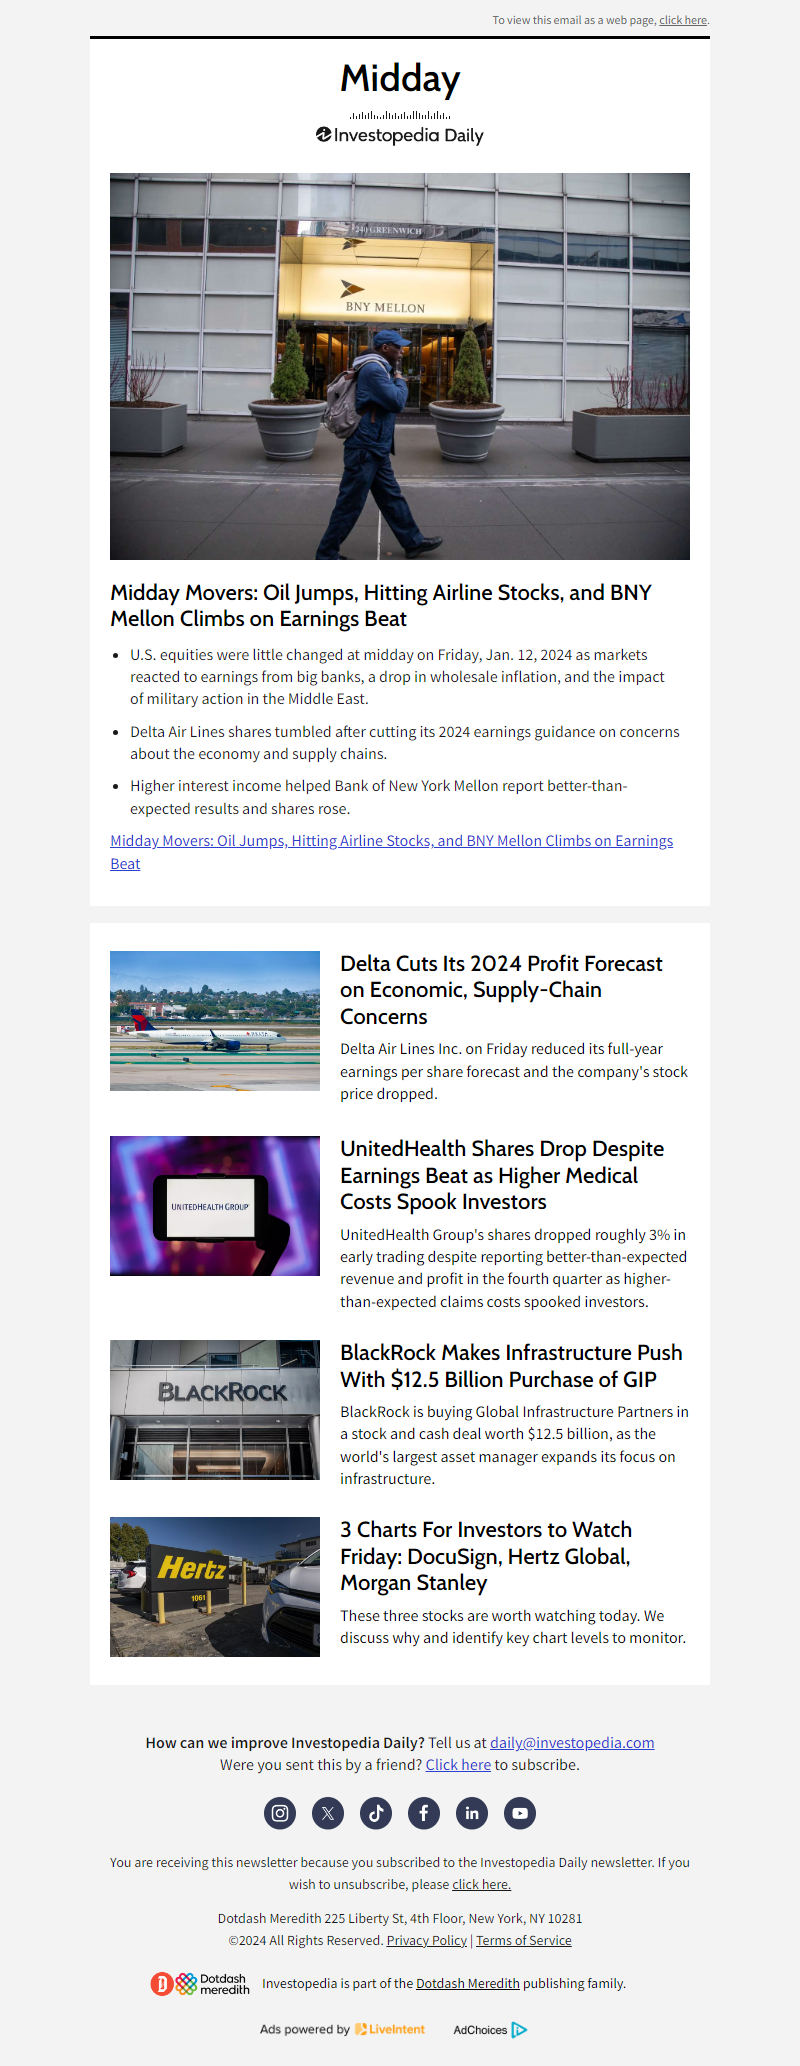 To view this email as a web page, click here.
Midday
Investopedia Daily
240 GREENWICH
BNY MELLON
Midday Movers: Oil Jumps, Hitting Airline Stocks, and BNY
Mellon Climbs on Earnings Beat
• U.S. equities were little changed at midday on Friday, Jan. 12, 2024 as markets
reacted to earnings from big banks, a drop in wholesale inflation, and the impact
of military action in the Middle East.
• Delta Air Lines shares tumbled after cutting its 2024 earnings guidance on concerns
about the economy and supply chains.
• Higher interest income helped Bank of New York Mellon report better-than-
expected results and shares rose.
Midday Movers: Oil Jumps, Hitting Airline Stocks, and BNY Mellon Climbs on Earnings
Beat
Delta Cuts Its 2024 Profit Forecast
on Economic, Supply-Chain
Concerns
Delta Air Lines Inc. on Friday reduced its full-year
earnings per share forecast and the company's stock
price dropped.
DELTA
UnitedHealth Shares Drop Despite
Earnings Beat as Higher Medical
Costs Spook Investors
UnitedHealth Group's shares dropped roughly 3% in
early trading despite reporting better-than-expected
revenue and profit in the fourth quarter as higher-
than-expected claims costs spooked investors.
UNITEDHEALTH GROUP
BlackRock Makes Infrastructure Push
With $12.5 Billion Purchase of GIP
BlackRock is buying Global Infrastructure Partners in
a stock and cash deal worth $12.5 billion, as the
world's largest asset manager expands its focus on
infrastructure.
BLACKROCK
3 Charts For Investors to Watch
Friday: DocuSign, Hertz Global,
Morgan Stanley
These three stocks are worth watching today. We
discuss why and identify key chart levels to monitor.
Hertz
1061
How can we improve Investopedia Daily? Tell us at daily@investopedia.com
Were you sent this by a friend? Click here to subscribe.
You are receiving this newsletter because you subscribed to the Investopedia Daily newsletter. If you
wish to unsubscribe, please click here.
Dotdash Meredith 225 Liberty St, 4th Floor, New York, NY 10281
©2024 All Rights Reserved. Privacy Policy | Terms of Service
Dotdash
meredith
Investopedia is part of the Dotdash Meredith publishing family.
Ads powered by LiveIntent
AdChoices